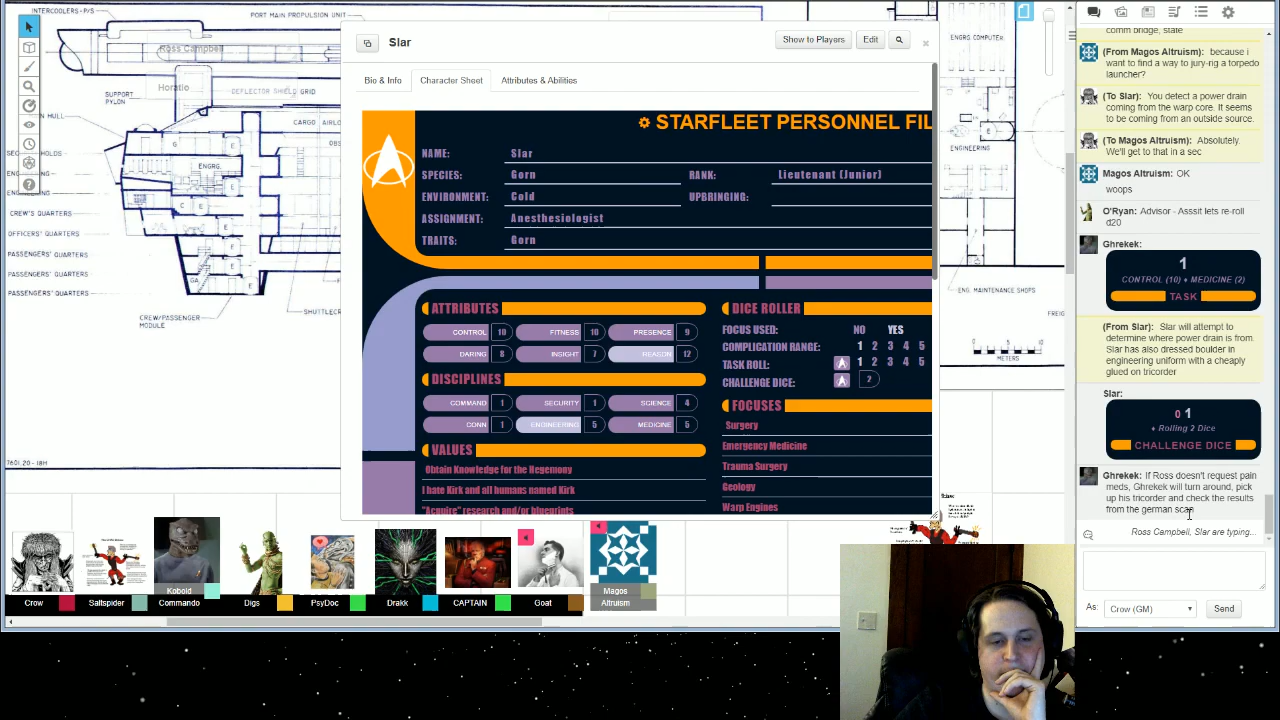 INTERCOOLERS-P/S
PORT MAIN PROPULSION UNIT
Ross Campbell
Horatio
SUPPORT
PYLON
DEFLECTOR SHIELD GRID
HULL
ENGRG.
CREW'S QUARTERS
OFFICERS' QUARTERS
PASSENGERS' QUARTERS
PASSENGERS' QUARTERS
PASSENGERS' QUARTERS
CREW/PASSENGER
MODULE
7601.20-18H
Slar
Show to Players
Edit
Bio & Info
Character Sheet
Attributes & Abilities
STARFLEET PERSONNEL FIL
NAME: Slar
SPECIES: Gorn
RANK: Lieutenant (Junior)
ENVIRONMENT: Cold
UPBRINGING:
ASSIGNMENT: Anesthesiologist
TRAITS: Gorn
ATTRIBUTES
CONTROL 10 FITNESS 10 PRESENCE 9
DARING 8 INSIGHT 7 REASON 12
DISCIPLINES
COMMAND 1 SECURITY 1 SCIENCE 4
CONN 1 ENGINEERING 5 MEDICINE 5
VALUES
Obtain Knowledge for the Hegemony
I hate Kirk and all humans named Kirk
"Acquire" research and/or blueprints
DICE ROLLER
FOCUS USED: NO YES
COMPLICATION RANGE: 1 2 3 4 5
TASK ROLL: 1 2 3 4 5
CHALLENGE DICE: 2
FOCUSES
Surgery
Emergency Medicine
Trauma Surgery
Geology
Warp Engines
ENGRG COMPUTER
ENGINEERING
ENG. MAINTENANCE SHOPS
METERS
comm bridge, state
(From Magos Altruism): because i
want to find a way to jury-rig a torpedo
launcher?
(To Slar): You detect a power drain
coming from the warp core. It seems
to be coming from an outside source.
(To Magos Altruism): Absolutely.
We'll get to that in a sec
Magos Altruism: OK
woops
O'Ryan: Advisor - Asssit lets re-roll
d20
Ghrekek:
1
CONTROL (10) ♦ MEDICINE (2)
TASK
(From Slar): Slar will attempt to
determine where power drain is from.
Slar has also dressed boulder in
engineering uniform with a cheaply
glued on tricorder
Slar:
0 1
♦ Rolling 2 Dice
CHALLENGE DICE
Ghrekek: If Ross doesn't request pain
meds, Ghrekek will turn around, pick
up his tricorder and check the results
from the german scan
Ross Campbell, Slar are typing...
As: Crow (GM)
Send
Crow
Saltspider
Kobold
Commando
Digs
PsyDoc
Drakk
CAPTAIN
Goat
Magos
Altruism